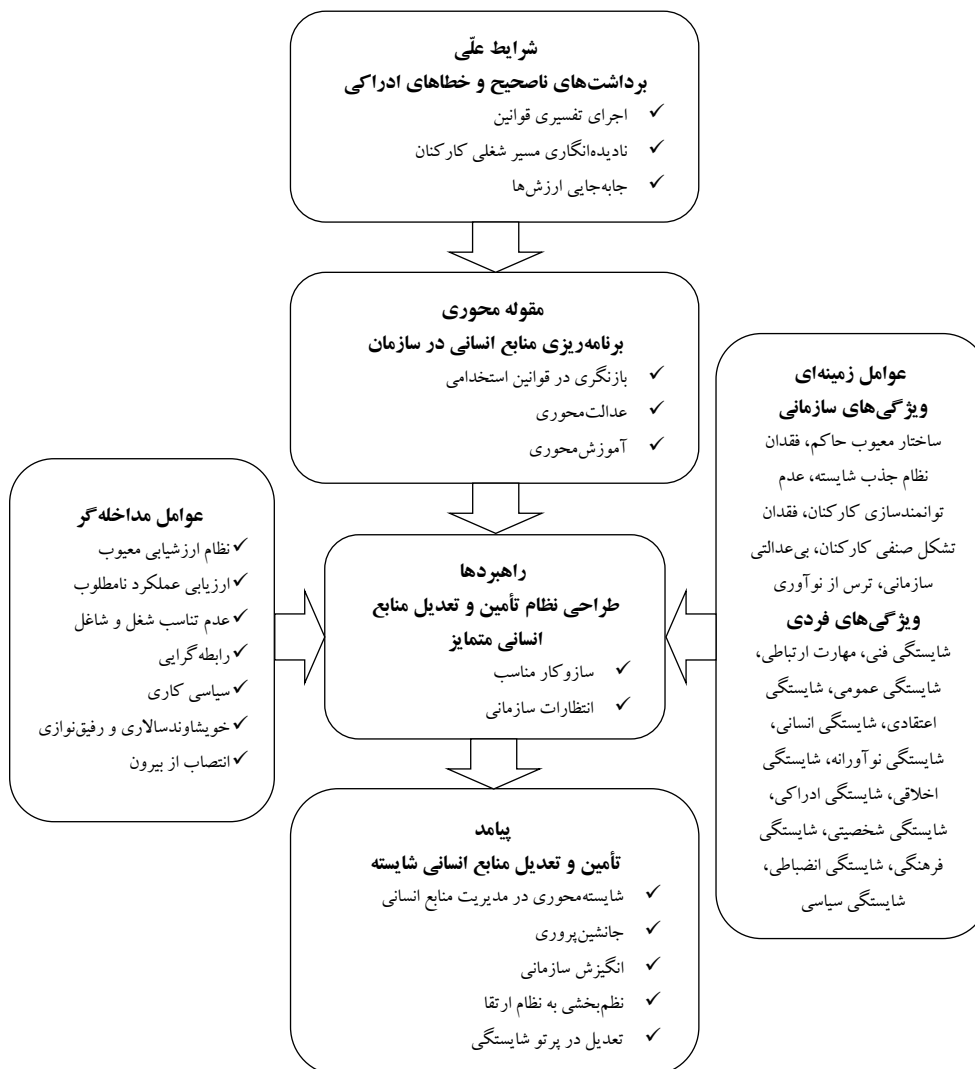 شرایط علّی
برداشت‌های ناصحیح و خطاهای ادراکی
✓ اجرای تفسیری قوانین
✓ نادیده‌انگاری مسیر شغلی کارکنان
✓ جابه‌جایی ارزش‌ها
مقوله محوری
برنامه‌ریزی منابع انسانی در سازمان
✓ بازنگری در قوانین استخدامی
✓ عدالت‌محوری
✓ آموزش‌محوری
عوامل زمینه‌ای
ویژگی‌های سازمانی
ساختار معیوب حاکم، فقدان
نظام جذب شایسته، عدم
توانمندسازی کارکنان، فقدان
تشکل صنفی کارکنان، بی‌عدالتی
سازمانی، ترس از نوآوری
ویژگی‌های فردی
شایستگی فنی، مهارت ارتباطی،
شایستگی عمومی، شایستگی
اعتقادی، شایستگی انسانی،
شایستگی نوآورانه، شایستگی
اخلاقی، شایستگی ادراکی،
شایستگی شخصیتی، شایستگی
فرهنگی، شایستگی انضباطی،
شایستگی سیاسی
راهبردها
طراحی نظام تأمین و تعدیل منابع
انسانی متمایز
✓ سازوکار مناسب
✓ انتظارات سازمانی
عوامل مداخله‌گر
✓ نظام ارزشیابی معیوب
✓ ارزیابی عملکرد نامطلوب
✓ عدم تناسب شغل و شاغل
✓ رابطه‌گرایی
✓ سیاسی کاری
✓ خویشاوندسالاری و رفیق‌نوازی
✓ انتصاب از بیرون
پیامد
تأمین و تعدیل منابع انسانی شایسته
✓ شایسته‌محوری در مدیریت منابع انسانی
✓ جانشین‌پروری
✓ انگیزش سازمانی
✓ نظم‌بخشی به نظام ارتقا
✓ تعدیل در پرتو شایستگی